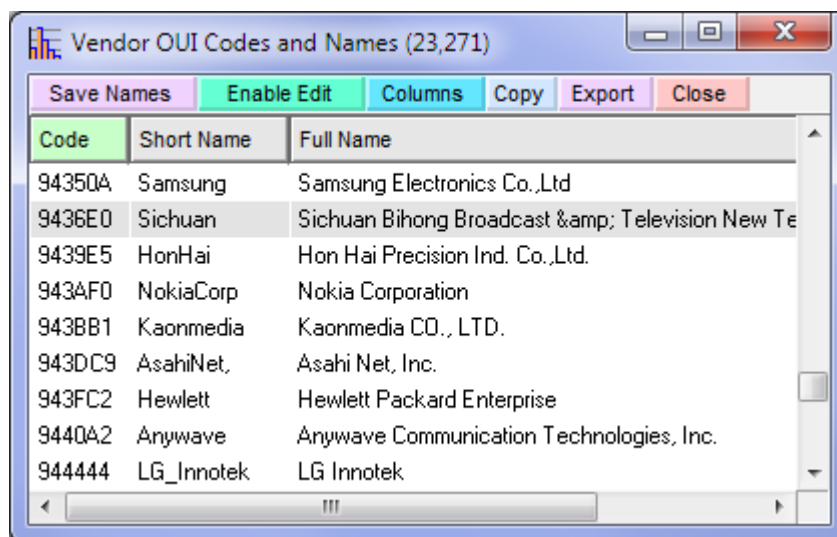 Vendor OUI Codes and Names (23,271)
Save Names Enable Edit Columns Copy Export Close
Code Short Name Full Name
94350A Samsung Samsung Electronics Co.,Ltd
9436E0 Sichuan Sichuan Bihong Broadcast &amp; Television New Te
9439E5 HonHai Hon Hai Precision Ind. Co.,Ltd.
943AF0 NokiaCorp Nokia Corporation
943BB1 Kaonmedia Kaonmedia CO., LTD.
943DC9 AsahiNet, Asahi Net, Inc.
943FC2 Hewlett Hewlett Packard Enterprise
9440A2 Anywave Anywave Communication Technologies, Inc.
944444 LG_Innotek LG Innotek